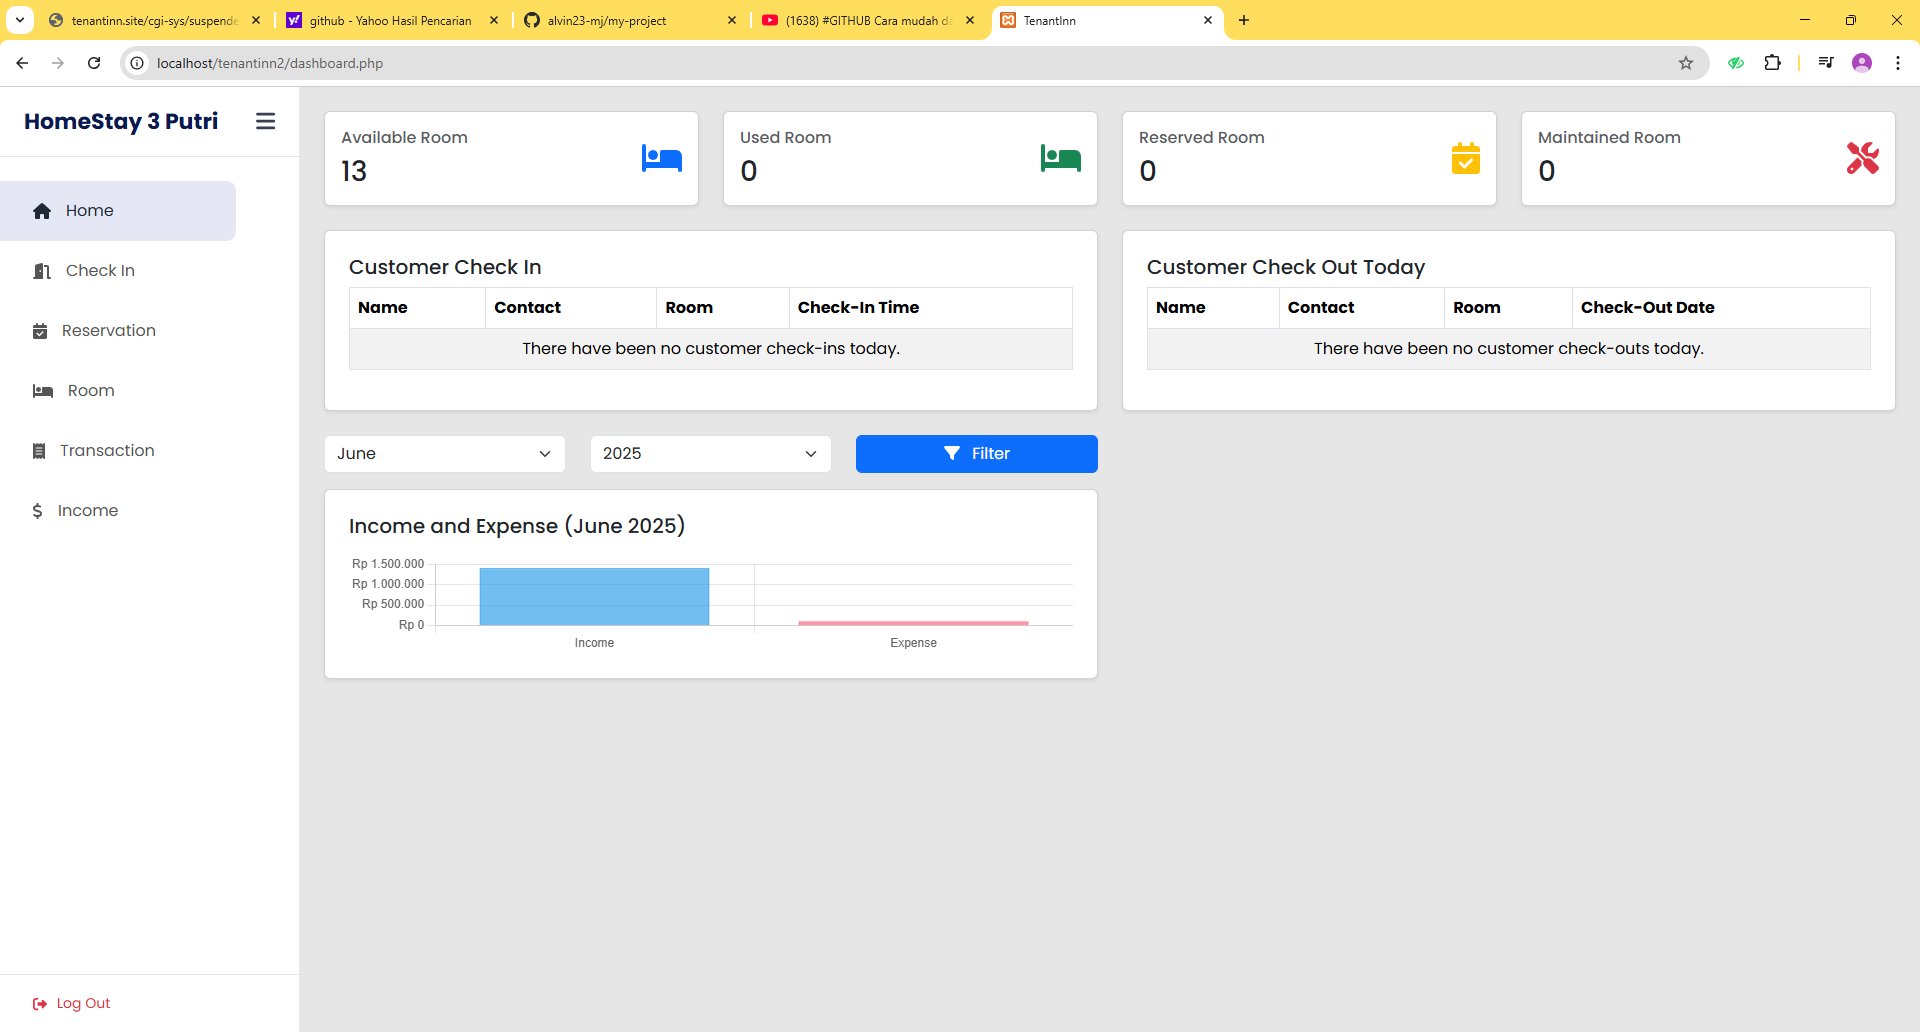 tenantinn.site/cgi-sys/suspende
github - Yahoo Hasil Pencarian
alvin23-mj/my-project
(1638) #GITHUB Cara mudah da
TenantInn
localhost/tenantinn2/dashboard.php
HomeStay 3 Putri
Home
Check In
Reservation
Room
Transaction
Income
Log Out
Available Room
13
Used Room
0
Reserved Room
0
Maintained Room
0
Customer Check In
Name Contact Room Check-In Time
There have been no customer check-ins today.
Customer Check Out Today
Name Contact Room Check-Out Date
There have been no customer check-outs today.
June
2025
Filter
Income and Expense (June 2025)
Rp 1.500.000
Rp 1.000.000
Rp 500.000
Rp 0
Income
Expense